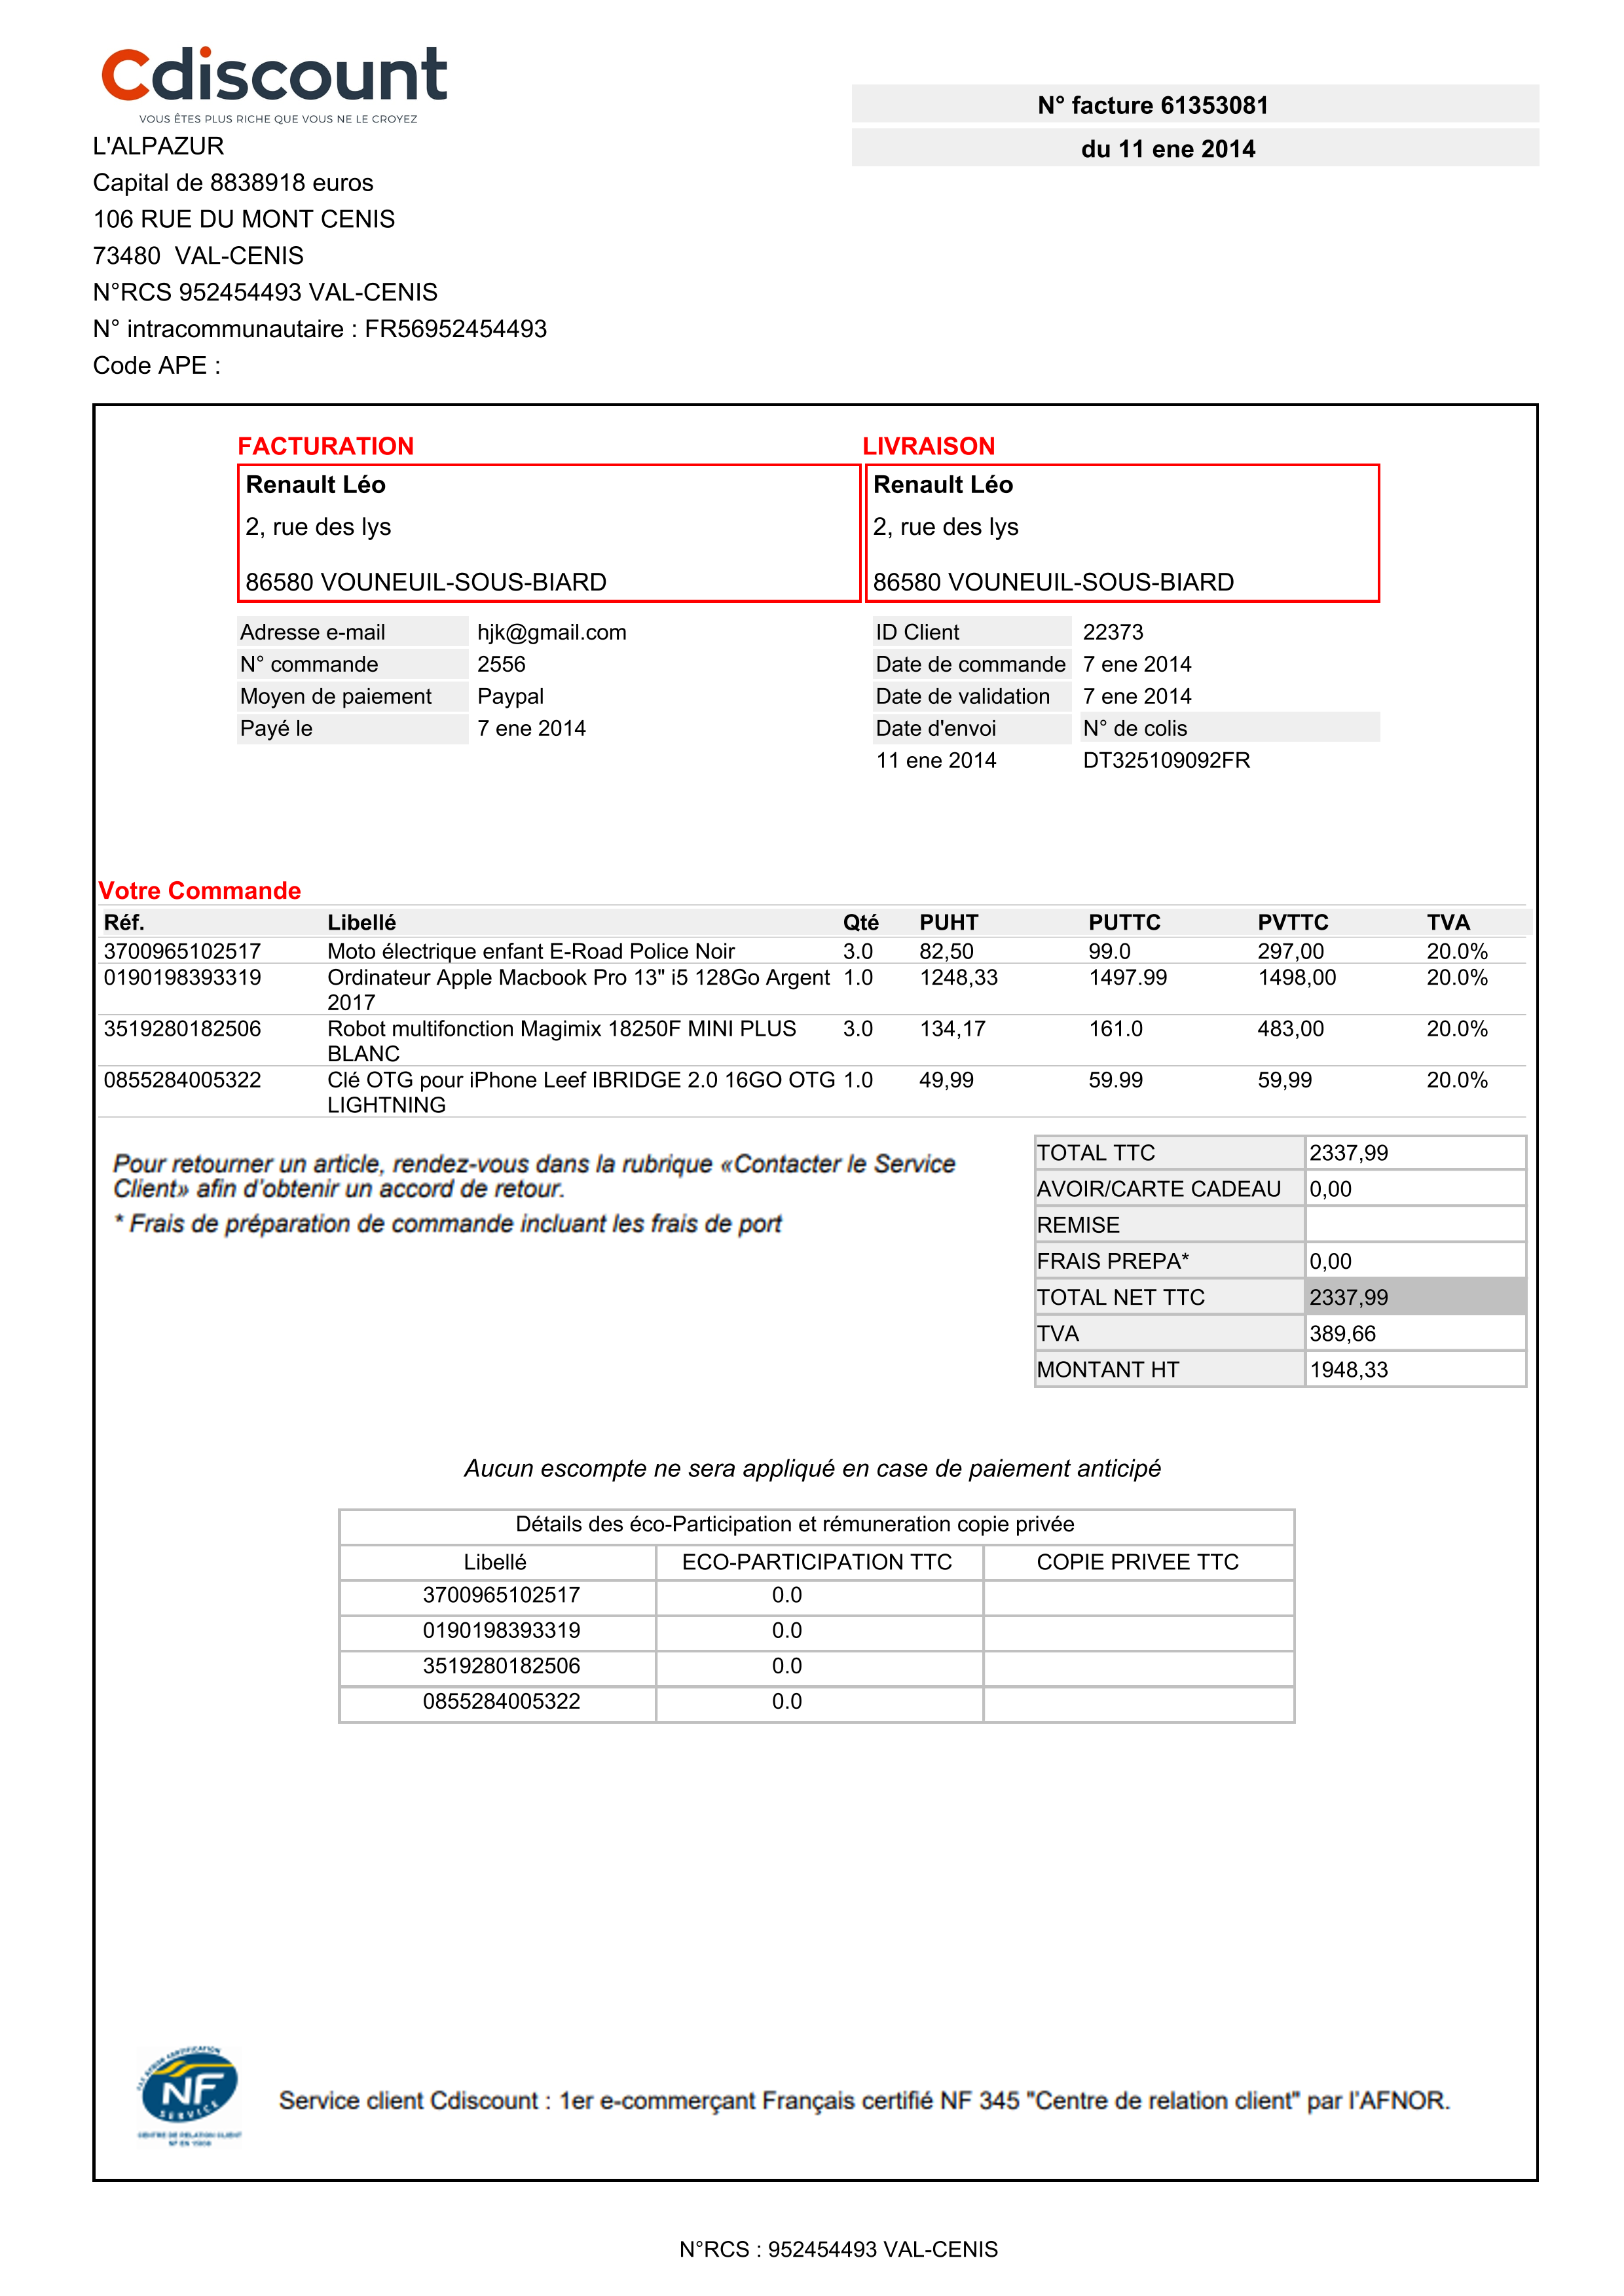 Cdiscount
VOUS ÊTES PLUS RICHE QUE VOUS NE LE CROYEZ
N° facture 61353081
du 11 ene 2014
L'ALPAZUR
Capital de 8838918 euros
106 RUE DU MONT CENIS
73480 VAL-CENIS
N°RCS 952454493 VAL-CENIS
N° intracommunautaire : FR56952454493
Code APE :
FACTURATION
Renault Léo
2, rue des lys
86580 VOUNEUIL-SOUS-BIARD
LIVRAISON
Renault Léo
2, rue des lys
86580 VOUNEUIL-SOUS-BIARD
Adresse e-mail hjk@gmail.com
N° commande 2556
Moyen de paiement Paypal
Payé le 7 ene 2014
ID Client 22373
Date de commande 7 ene 2014
Date de validation 7 ene 2014
Date d'envoi N° de colis
11 ene 2014 DT325109092FR
Votre Commande
Réf. Libellé Qté PUHT PUTTC PVTTC TVA
3700965102517 Moto électrique enfant E-Road Police Noir 3.0 82,50 99.0 297,00 20.0%
0190198393319 Ordinateur Apple Macbook Pro 13" i5 128Go Argent 1.0 1248,33 1497.99 1498,00 20.0%
2017
3519280182506 Robot multifonction Magimix 18250F MINI PLUS 3.0 134,17 161.0 483,00 20.0%
BLANC
0855284005322 Clé OTG pour iPhone Leef IBRIDGE 2.0 16GO OTG 1.0 49,99 59.99 59,99 20.0%
LIGHTNING
Pour retourner un article, rendez-vous dans la rubrique «Contacter le Service
Client» afin d'obtenir un accord de retour.
* Frais de préparation de commande incluant les frais de port
TOTAL TTC 2337,99
AVOIR/CARTE CADEAU 0,00
REMISE
FRAIS PREPA* 0,00
TOTAL NET TTC 2337,99
TVA 389,66
MONTANT HT 1948,33
Aucun escompte ne sera appliqué en case de paiement anticipé
Détails des éco-Participation et rémuneration copie privée
Libellé ECO-PARTICIPATION TTC COPIE PRIVEE TTC
3700965102517 0.0
0190198393319 0.0
3519280182506 0.0
0855284005322 0.0
NF
SERVICE
CENTRE DE RELATION CLIENT
Service client Cdiscount : 1er e-commerçant Français certifié NF 345 "Centre de relation client" par l'AFNOR.
N°RCS : 952454493 VAL-CENIS